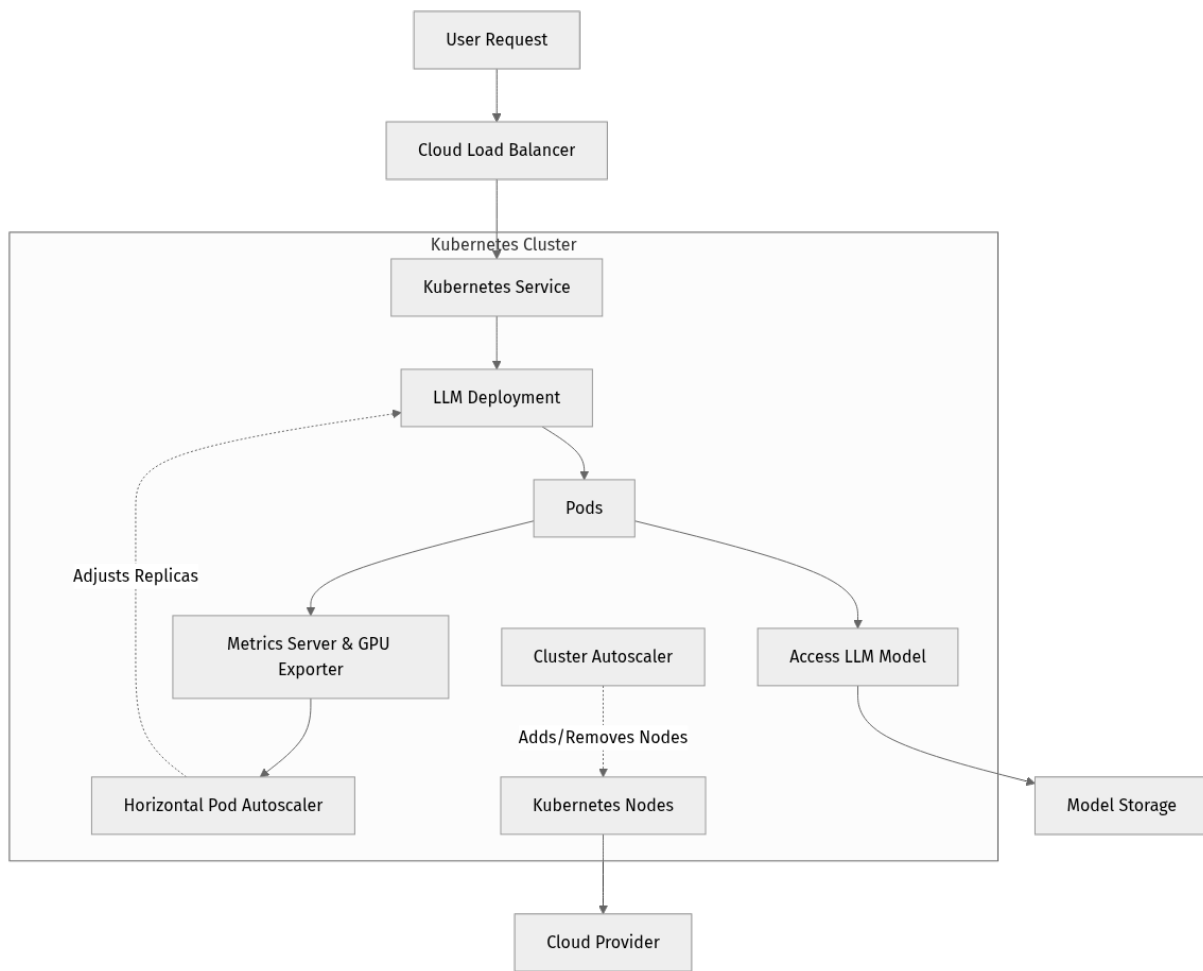 User Request
Cloud Load Balancer
Kubernetes Cluster
Kubernetes Service
LLM Deployment
Pods
Adjusts Replicas
Metrics Server & GPU
Exporter
Cluster Autoscaler
Access LLM Model
Adds/Removes Nodes
Horizontal Pod Autoscaler
Kubernetes Nodes
Model Storage
Cloud Provider